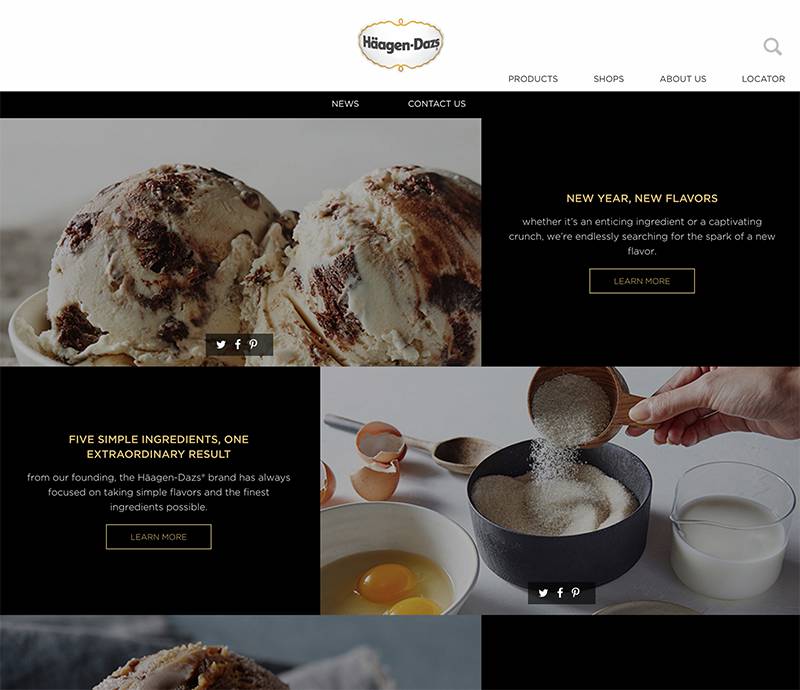 Häagen-Dazs
PRODUCTS SHOPS ABOUT US LOCATOR
NEWS CONTACT US
NEW YEAR, NEW FLAVORS
whether it's an enticing ingredient or a captivating
crunch, we're endlessly searching for the spark of a new
flavor.
LEARN MORE
FIVE SIMPLE INGREDIENTS, ONE
EXTRAORDINARY RESULT
from our founding, the Häagen-Dazs® brand has always
focused on taking simple flavors and the finest
ingredients possible.
LEARN MORE